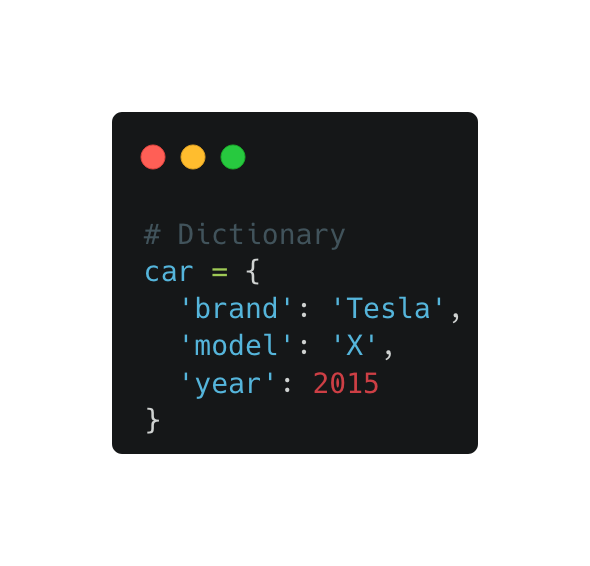 # Dictionary
car = {
  'brand': 'Tesla',
  'model': 'X',
  'year': 2015
}